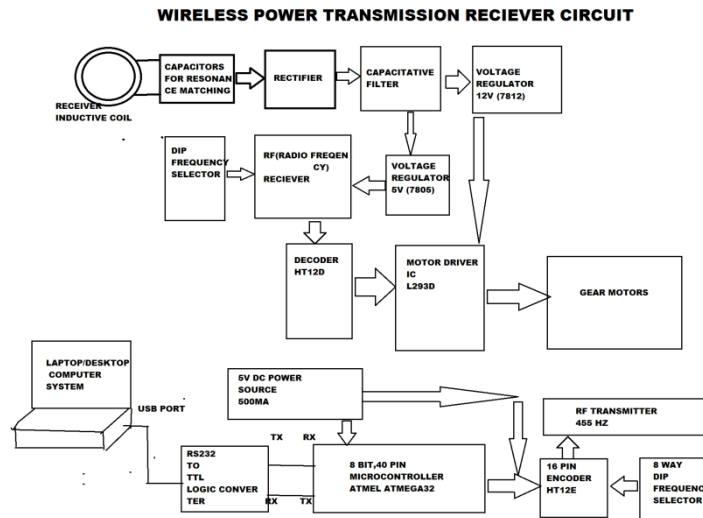 WIRELESS POWER TRANSMISSION RECIEVER CIRCUIT
RECEIVER
INDUCTIVE COIL
CAPACITORS
FOR RESONAN
CE MATCHING
RECTIFIER
CAPACITATIVE
FILTER
VOLTAGE
REGULATOR
12V (7812)
DIP
FREQUENCY
SELECTOR
RF(RADIO FREQEN
CY)
RECIEVER
VOLTAGE
REGULATOR
5V (7805)
DECODER
HT12D
MOTOR DRIVER
IC
L293D
GEAR MOTORS
LAPTOP/DESKTOP
COMPUTER
SYSTEM
USB PORT
5V DC POWER
SOURCE
500MA
RF TRANSMITTER
455 HZ
TX RX
RS232
TO
TTL
LOGIC CONVER
TER
RX TX
8 BIT,40 PIN
MICROCONTROLLER
ATMEL ATMEGA32
16 PIN
ENCODER
HT12E
8 WAY
DIP
FREQUENCY
SELECTOR